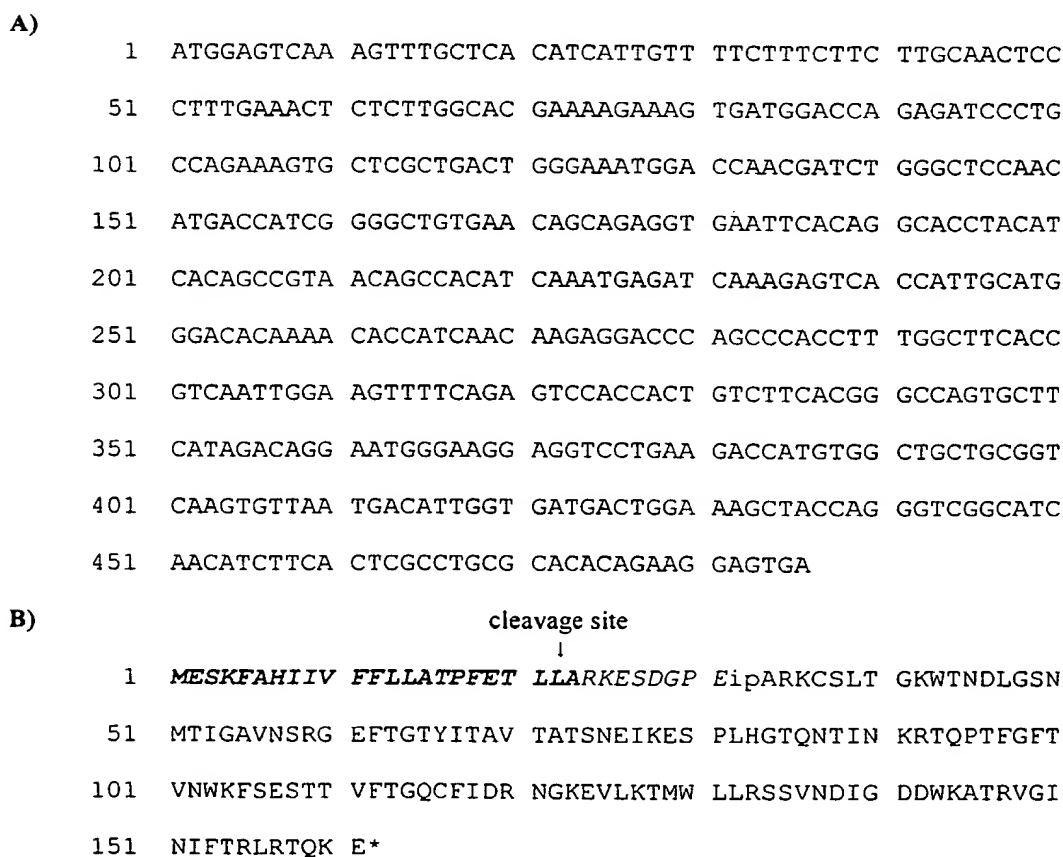 A)
1 ATGGAGTCAA AGTTTGCTCA CATCATTGTT TTCTTTCTTC TTGCAACTCC
51 CTTTGAAACT CTCTTGGCAC GAAAAGAAAG TGATGGACCA GAGATCCCTG
101 CCAGAAAGTG CTCGCTGACT GGGAAATGGA CCAACGATCT GGGCTCCAAC
151 ATGACCATCG GGGCTGTGAA CAGCAGAGGT GAATTCACAG GCACCTACAT
201 CACAGCCGTA ACAGCCACAT CAAATGAGAT CAAAGAGTCA CCATTGCATG
251 GGACACAAAA CACCATCAAC AAGAGGACCC AGCCCACCTT TGGCTTCACC
301 GTCAATTGGA AGTTTTCAGA GTCCACCACT GTCTTCACGG GCCAGTGCTT
351 CATAGACAGG AATGGGAAGG AGGTCCTGAA GACCATGTGG CTGCTGCGGT
401 CAAGTGTTAA TGACATTGGT GATGACTGGA AAGCTACCAG GGTCGGCATC
451 AACATCTTCA CTCGCCTGCG CACACAGAAG GAGTGA
B)
cleavage site
↓
1 MESKFAHIIV FFLLATPFET LLARKESDGP EipARKCSLT GKWTNDLGSN
51 MTIGAVNSRG EFTGTYITAV TATSNEIKES PLHGTQNTIN KRTQPTFGFT
101 VNWKFSESTT VFTGQCFIDR NGKEVLKTMW LLRSSVNDIG DDWKATRVGI
151 NIFTRLRTQK E*